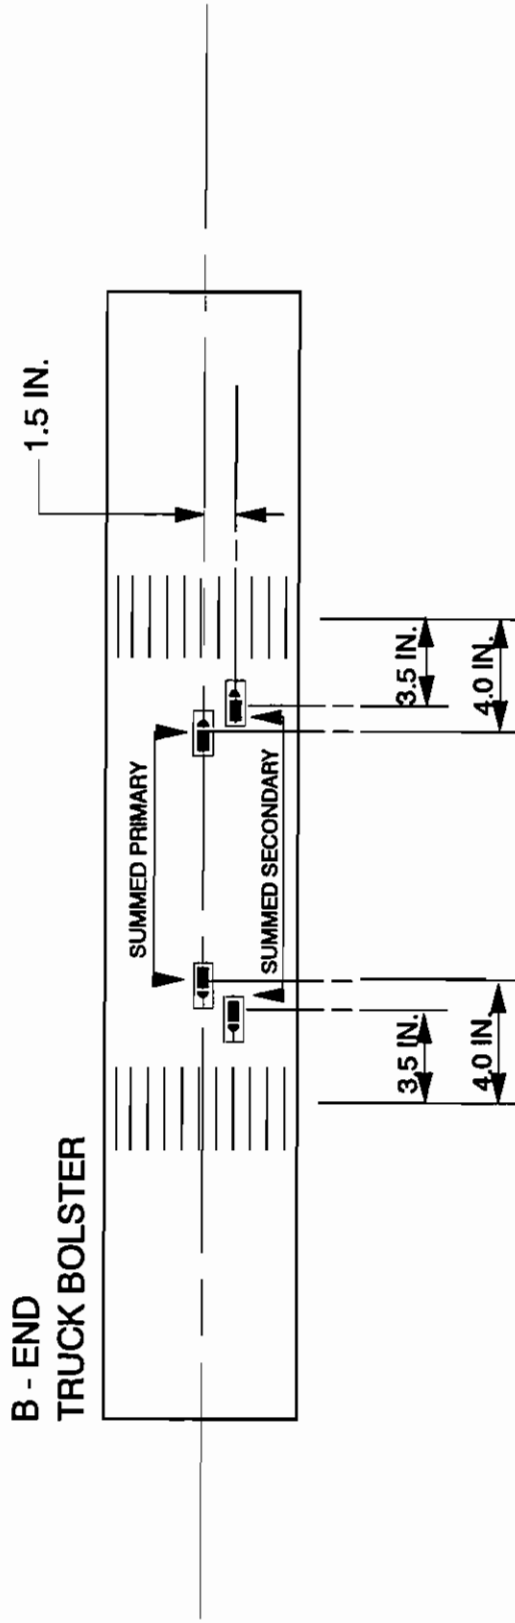 B - END
TRUCK BOLSTER
1.5 IN.
SUMMED PRIMARY
SUMMED SECONDARY
3.5 IN.
3.5 IN.
4.0 IN.
4.0 IN.